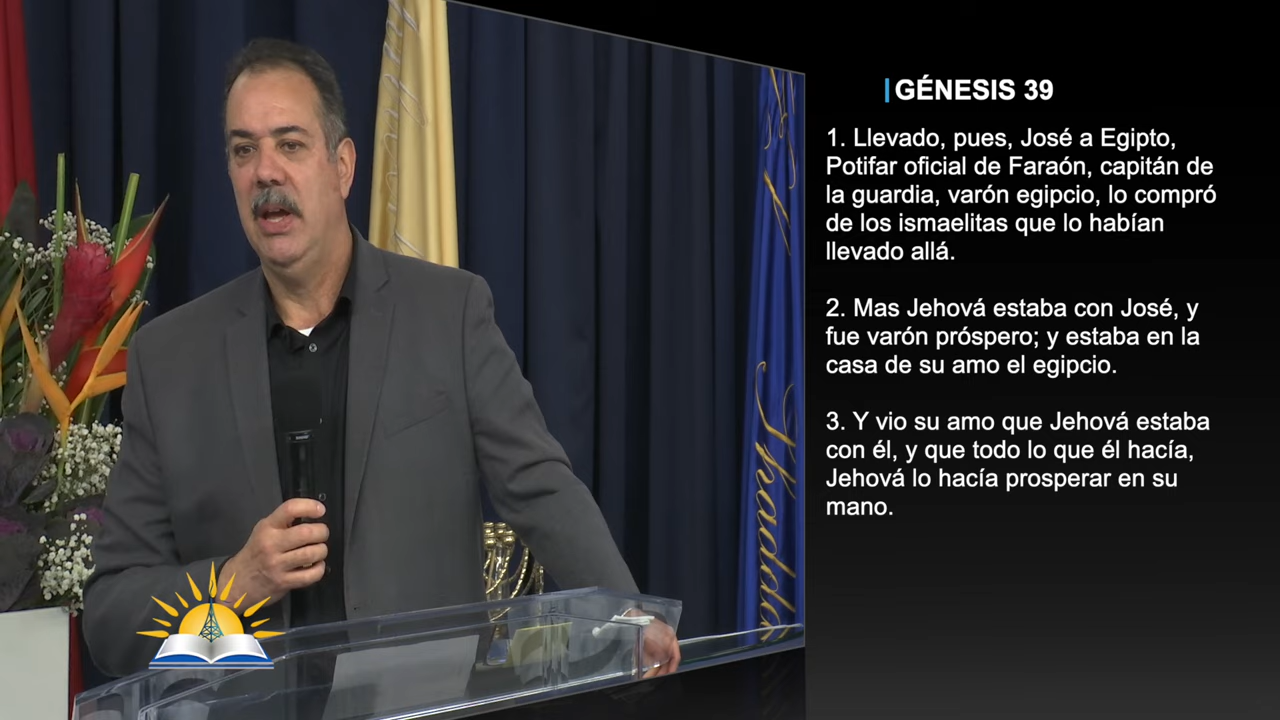 GÉNESIS 39
1. Llevado, pues, José a Egipto,
Potifar oficial de Faraón, capitán de
la guardia, varón egipcio, lo compró
de los ismaelitas que lo habían
llevado allá.
2. Mas Jehová estaba con José, y
fue varón próspero; y estaba en la
casa de su amo el egipcio.
3. Y vio su amo que Jehová estaba
con él, y que todo lo que él hacía,
Jehová lo hacía prosperar en su
mano.
Shaddai